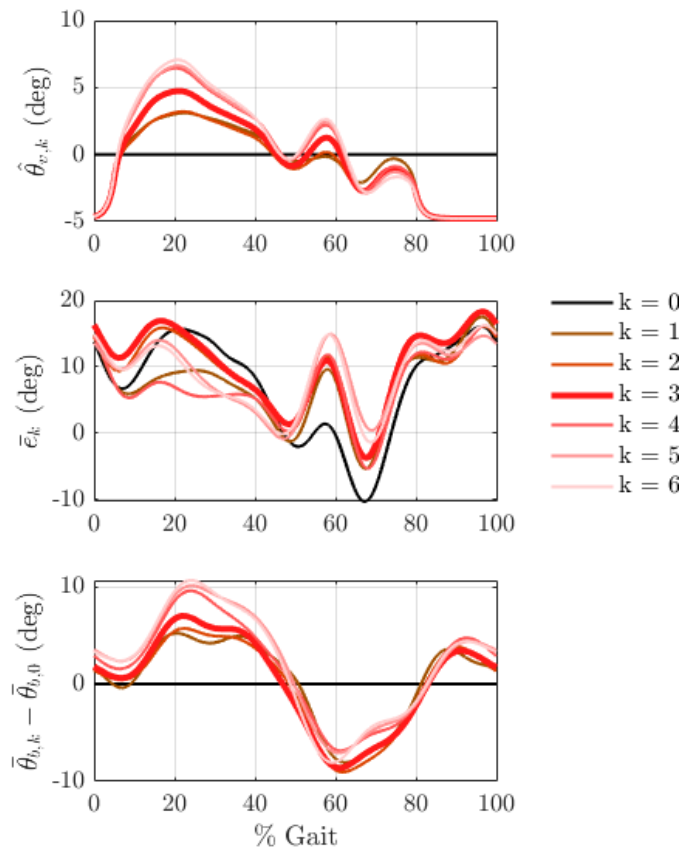 10
5
0
-5
0 20 40 60 80 100
θ̂_{v,k} (deg)
20
10
0
-10
0 20 40 60 80 100
ē_k (deg)
k = 0
k = 1
k = 2
k = 3
k = 4
k = 5
k = 6
10
0
-10
0 20 40 60 80 100
θ̄_{b,k} − θ̄_{b,0} (deg)
% Gait